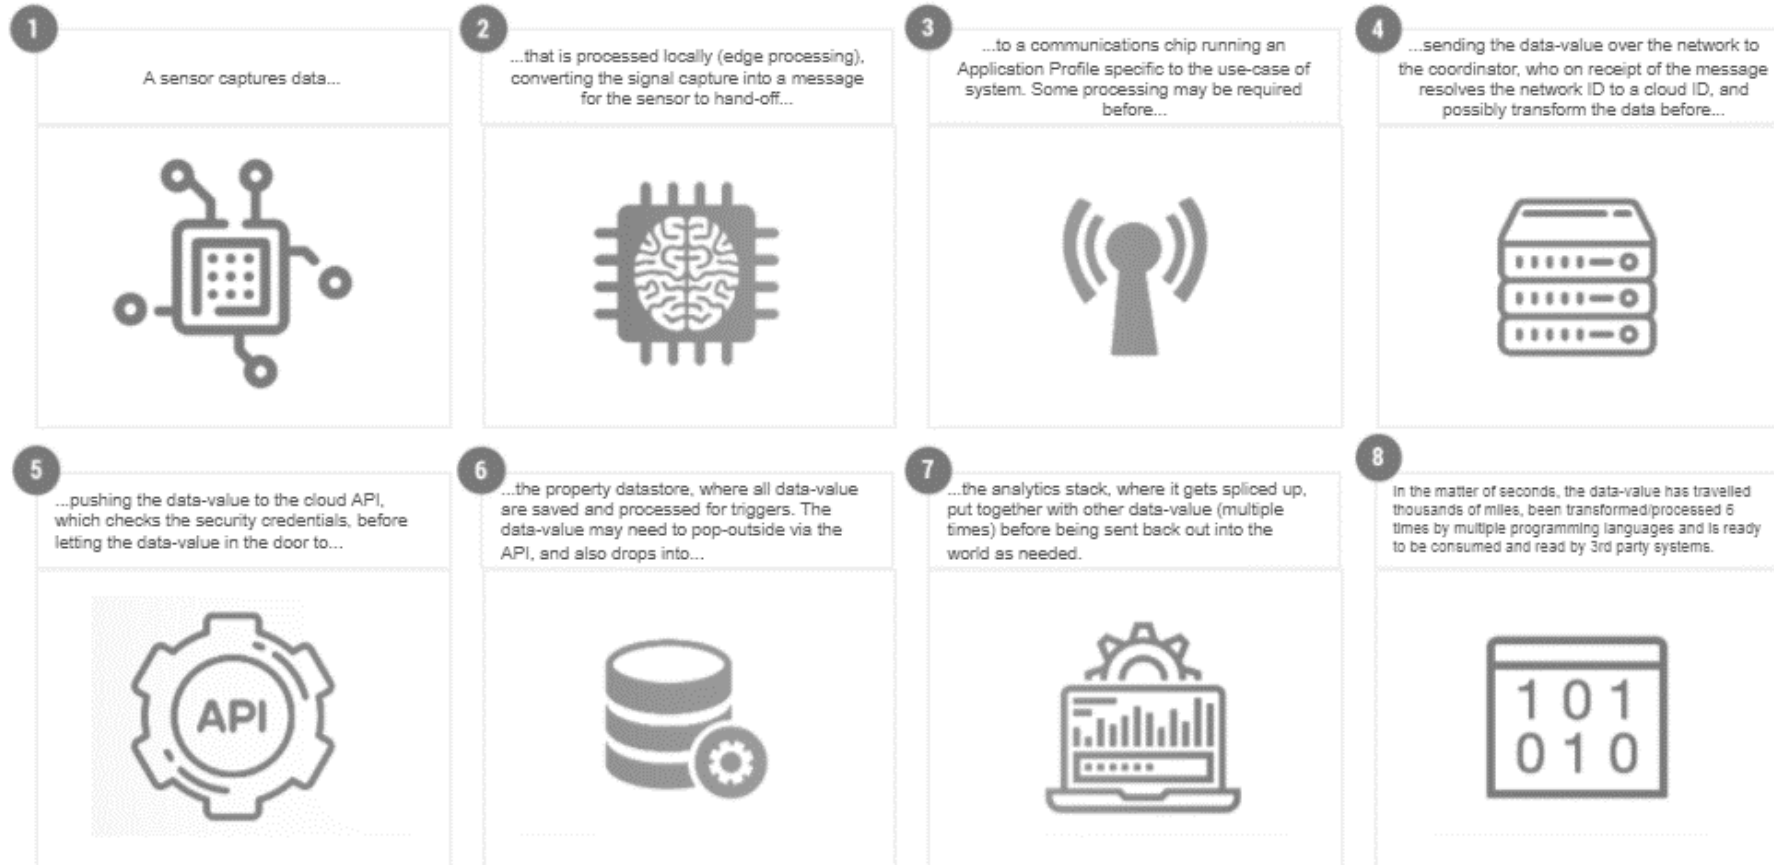 1
A sensor captures data...
2
...that is processed locally (edge processing),
converting the signal capture into a message
for the sensor to hand-off...
3
...to a communications chip running an
Application Profile specific to the use-case of
system. Some processing may be required
before...
4
...sending the data-value over the network to
the coordinator, who on receipt of the message
resolves the network ID to a cloud ID, and
possibly transform the data before...
5
...pushing the data-value to the cloud API,
which checks the security credentials, before
letting the data-value in the door to...
API
6
...the property datastore, where all data-value
are saved and processed for triggers. The
data-value may need to pop-outside via the
API, and also drops into...
7
...the analytics stack, where it gets spliced up,
put together with other data-value (multiple
times) before being sent back out into the
world as needed.
8
In the matter of seconds, the data-value has travelled
thousands of miles, been transformed/processed 6
times by multiple programming languages and is ready
to be consumed and read by 3rd party systems.
1 0 1
0 1 0